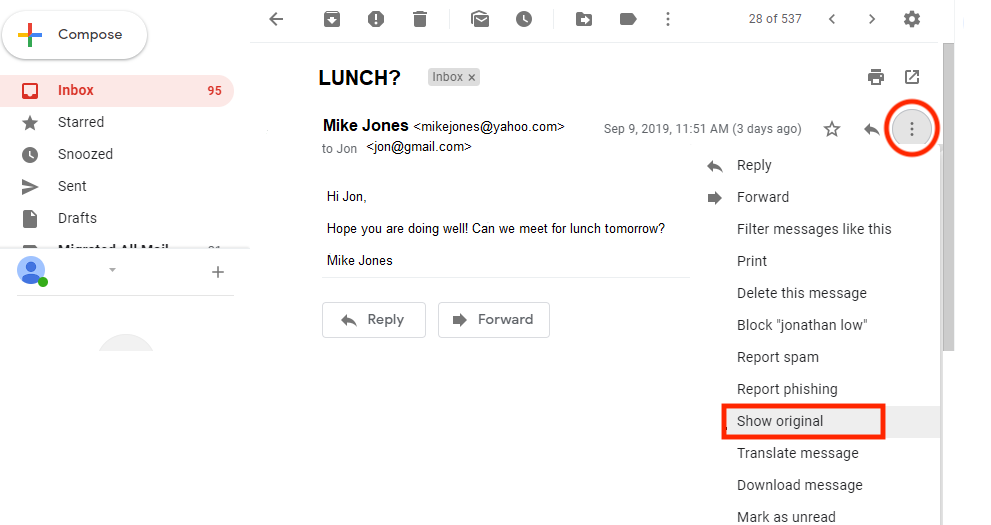 Compose
28 of 537
LUNCH?
Inbox x
Inbox 95
Starred
Snoozed
Sent
Drafts
Migrated All Mail
Mike Jones <mikejones@yahoo.com>
Sep 9, 2019, 11:51 AM (3 days ago)
to Jon <jon@gmail.com>
Hi Jon,
Hope you are doing well! Can we meet for lunch tomorrow?
Mike Jones
Reply
Forward
Reply
Forward
Filter messages like this
Print
Delete this message
Block "jonathan low"
Report spam
Report phishing
Show original
Translate message
Download message
Mark as unread